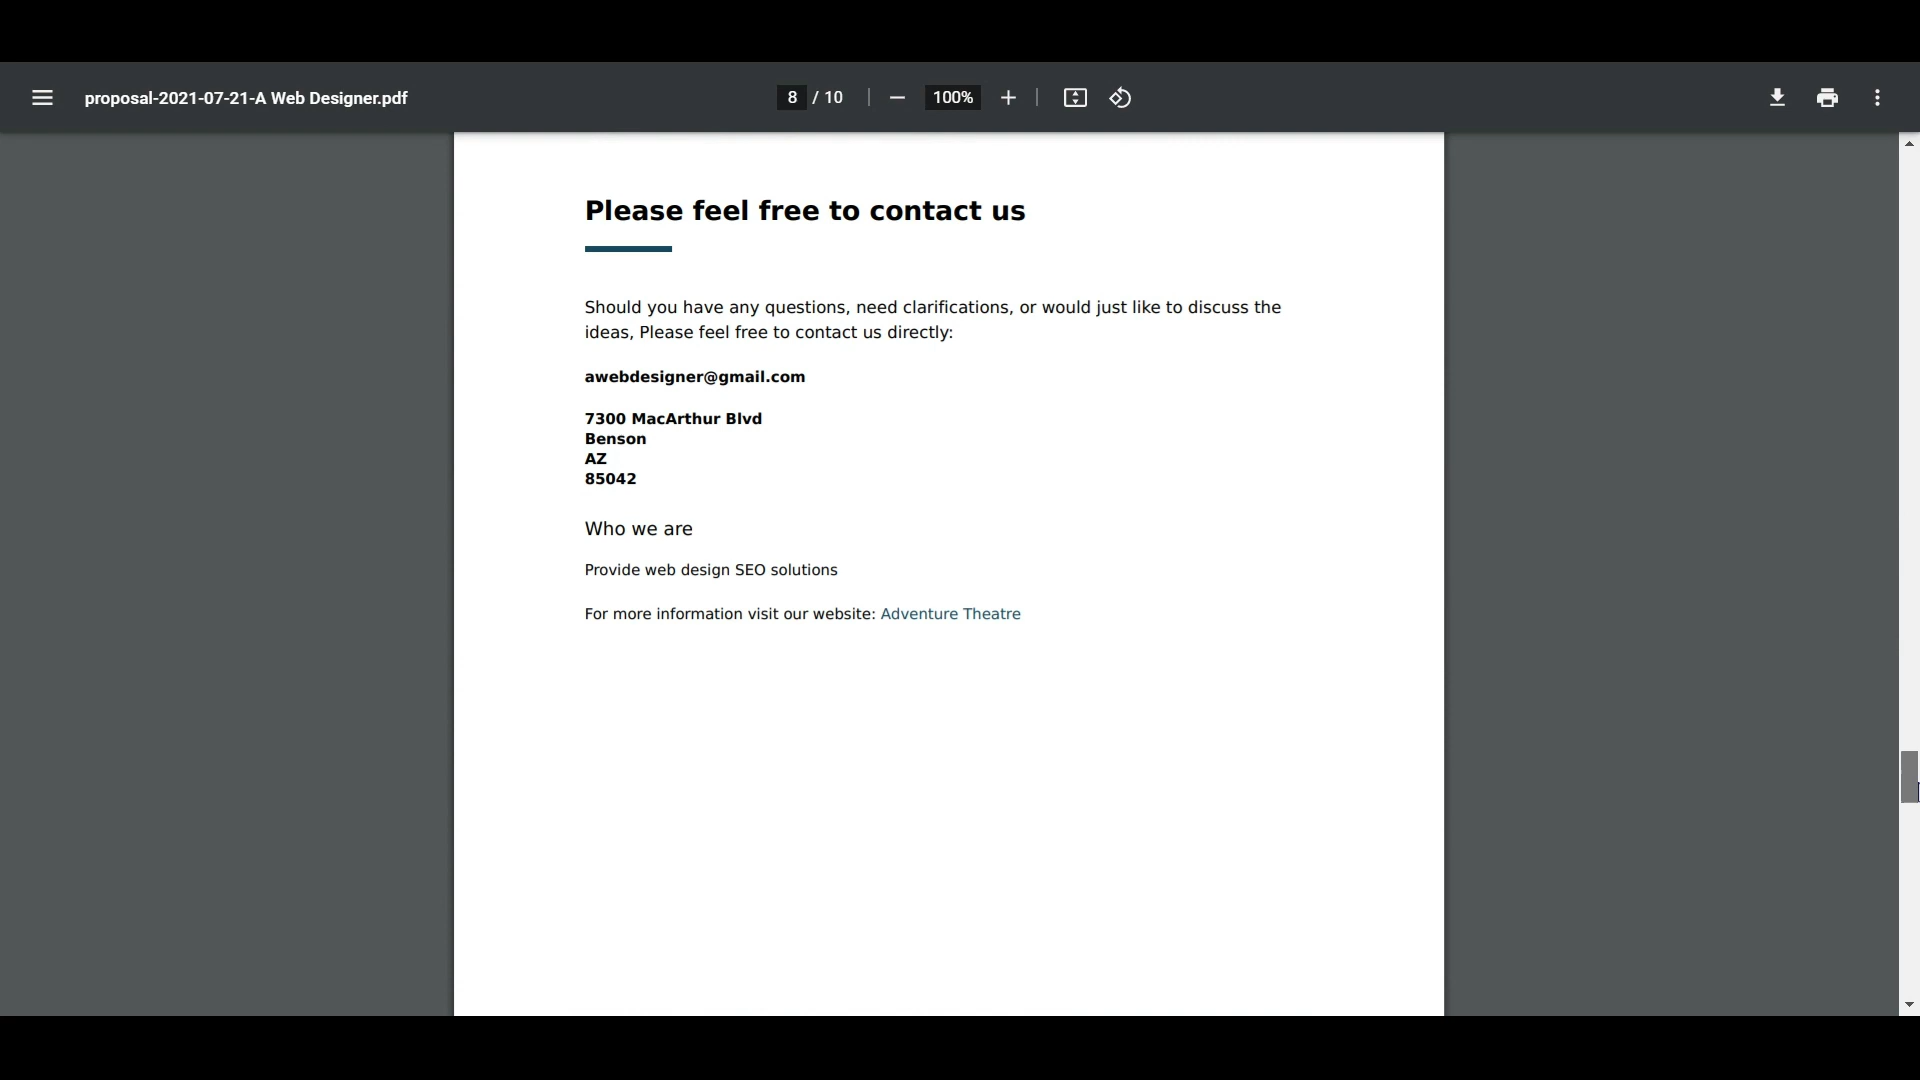 proposal-2021-07-21-A Web Designer.pdf
8 / 10
100%
Please feel free to contact us
Should you have any questions, need clarifications, or would just like to discuss the
ideas, Please feel free to contact us directly:
awebdesigner@gmail.com
7300 MacArthur Blvd
Benson
AZ
85042
Who we are
Provide web design SEO solutions
For more information visit our website: Adventure Theatre